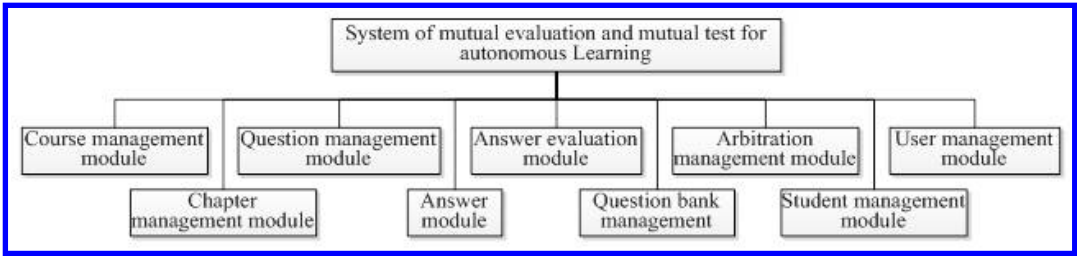 System of mutual evaluation and mutual test for
autonomous Learning
Course management
module
Question management
module
Answer evaluation
module
Arbitration
management module
User management
module
Chapter
management module
Answer
module
Question bank
management
Student management
module